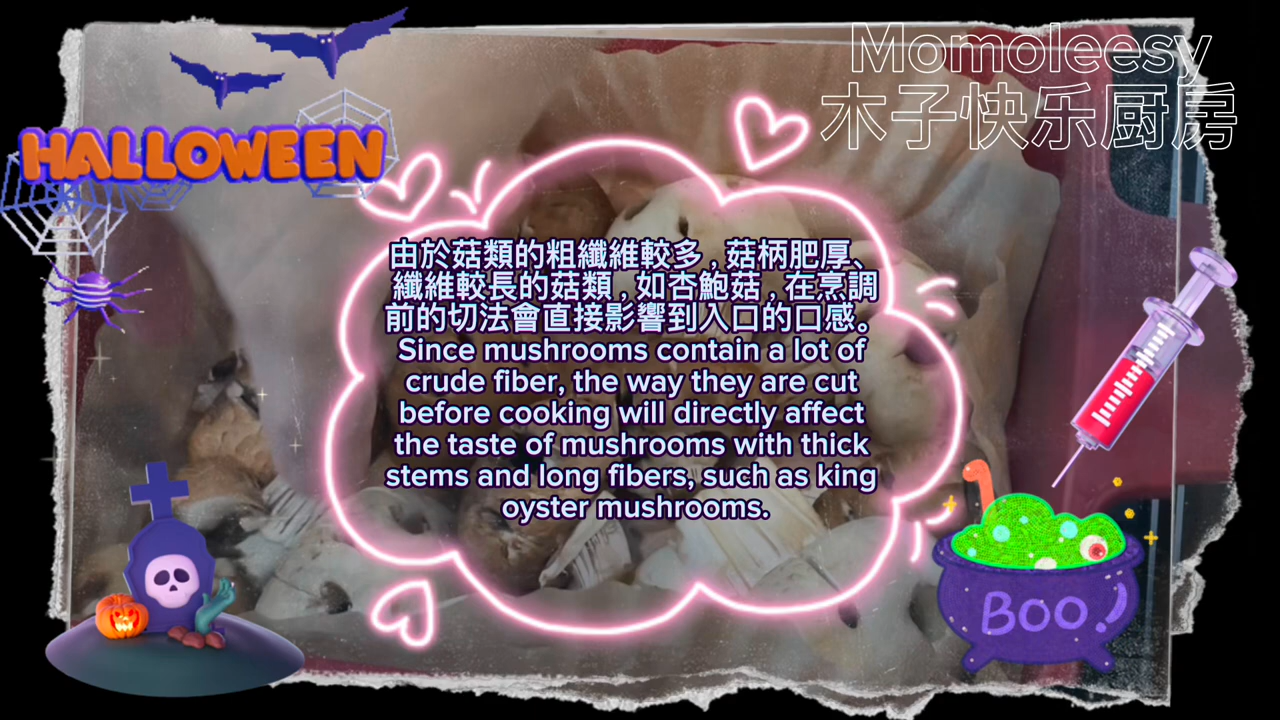 Momoleesy
木子快乐厨房
HALLOWEEN
由於菇類的粗纖維較多，菇柄肥厚、
纖維較長的菇類，如杏鮑菇，在烹調
前的切法會直接影響到入口的口感。
Since mushrooms contain a lot of
crude fiber, the way they are cut
before cooking will directly affect
the taste of mushrooms with thick
stems and long fibers, such as king
oyster mushrooms.
BOO!